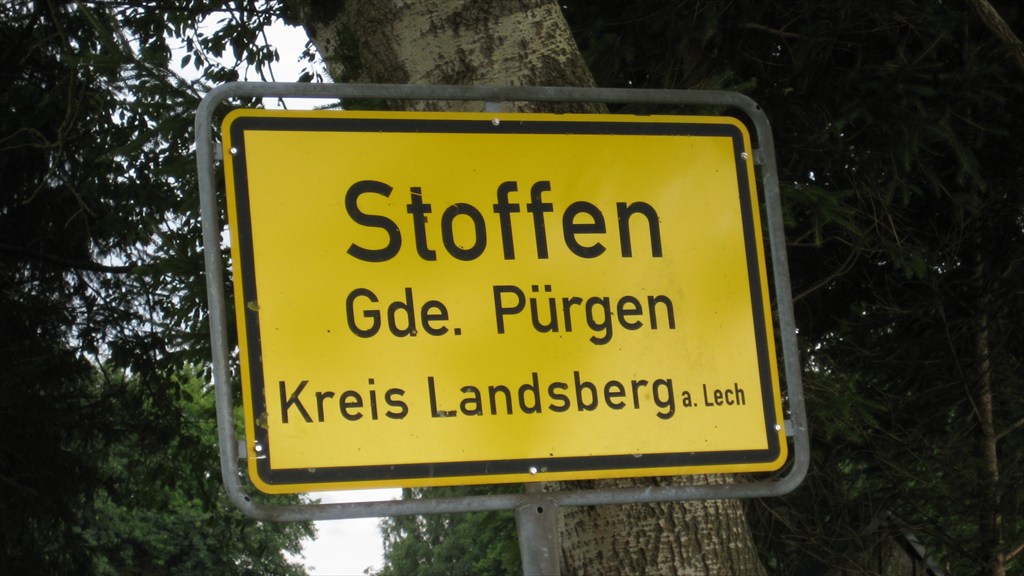 Stoffen
Gde. Pürgen
Kreis Landsberg a. Lech